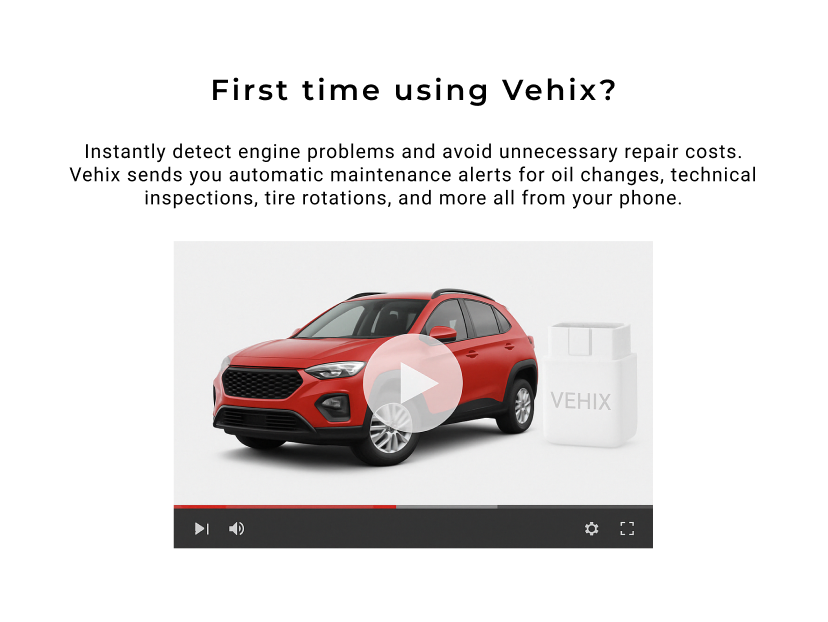 First time using Vehix?
Instantly detect engine problems and avoid unnecessary repair costs.
Vehix sends you automatic maintenance alerts for oil changes, technical
inspections, tire rotations, and more all from your phone.
VEHIX